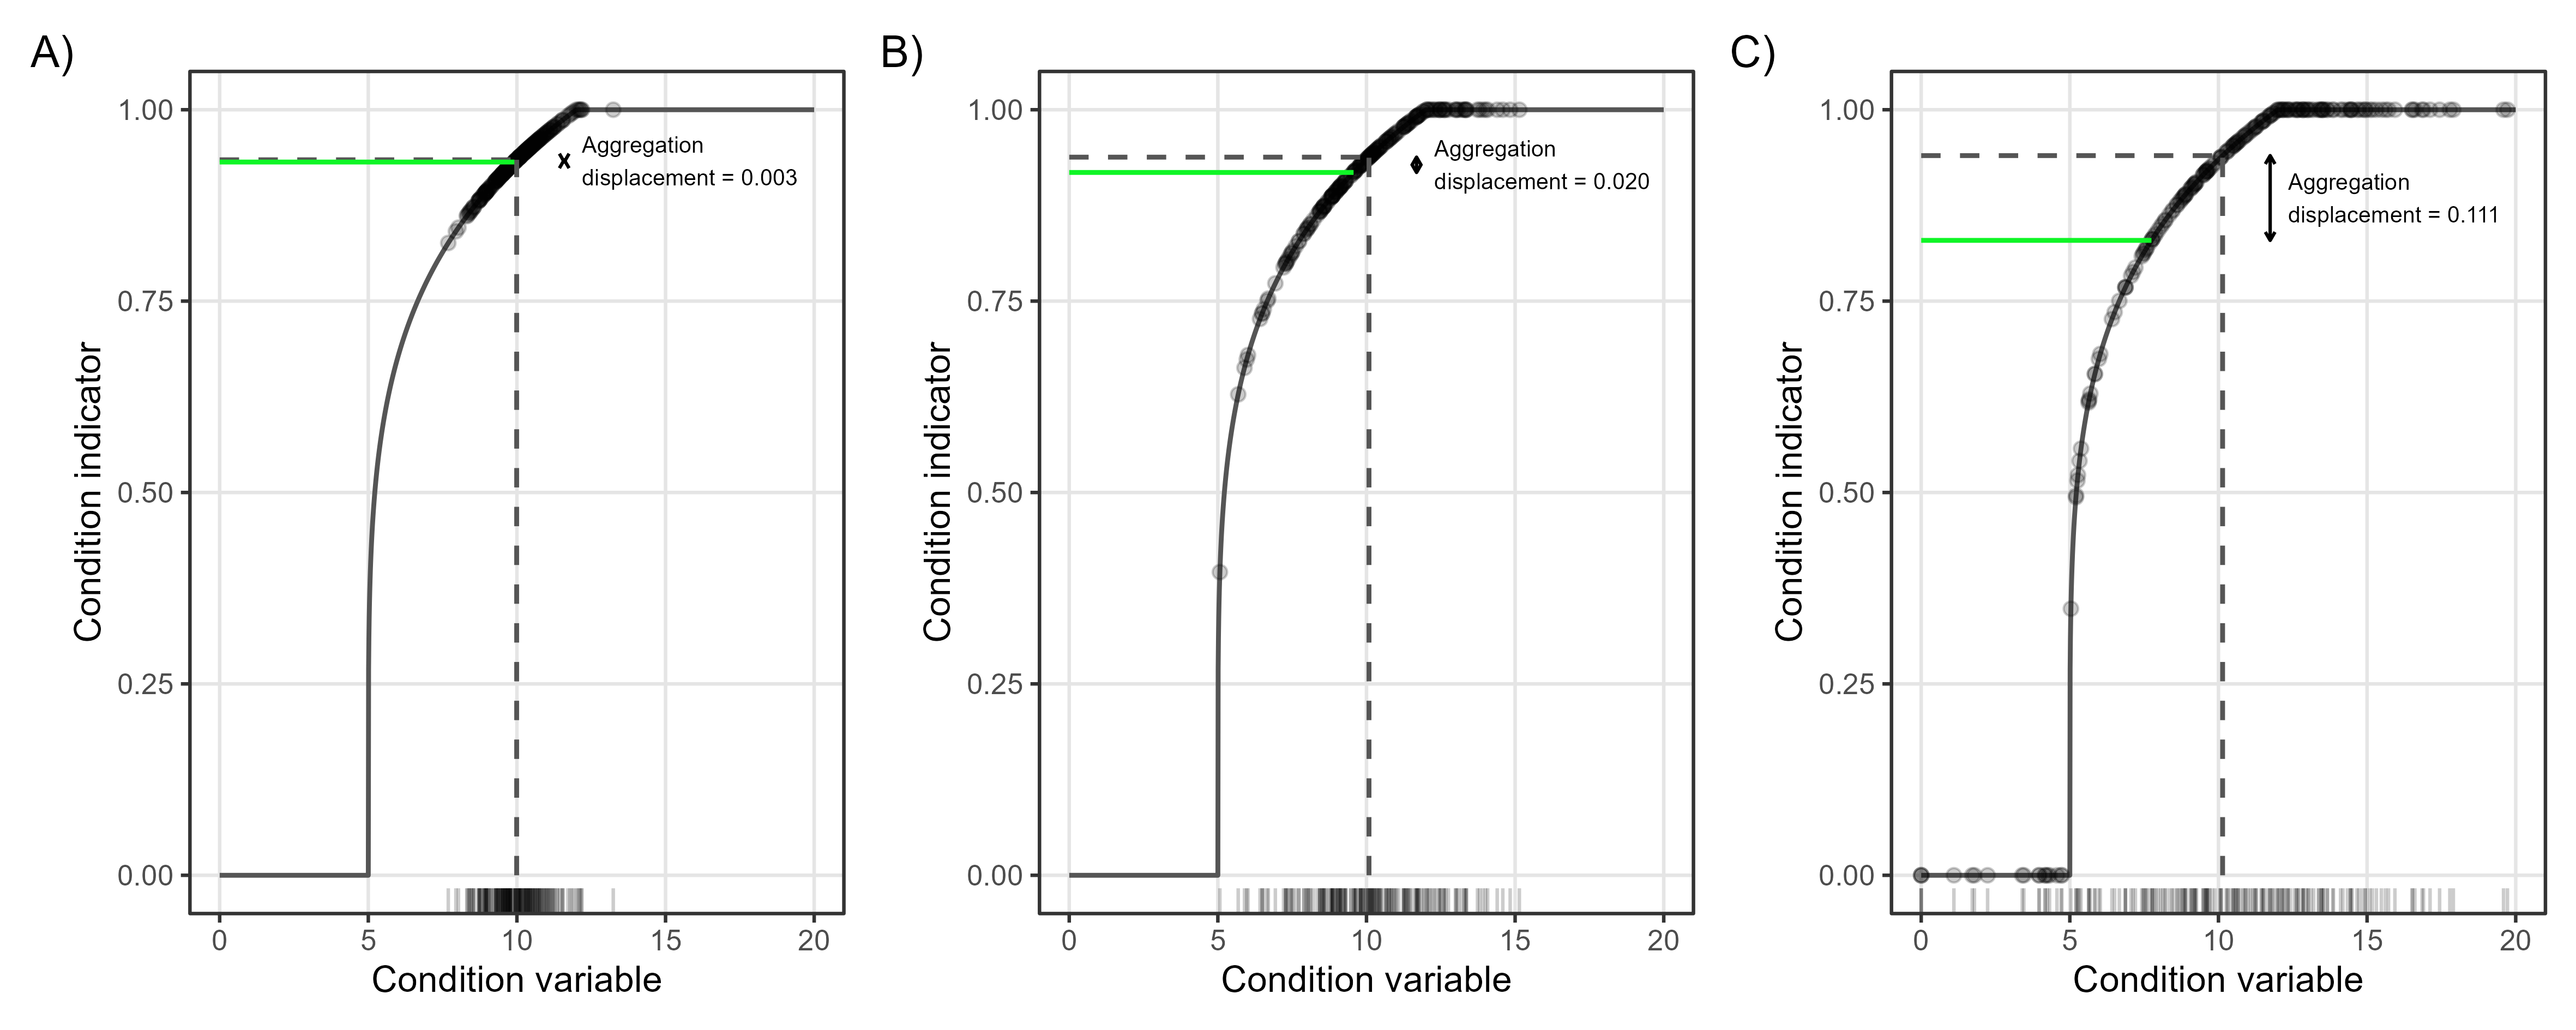 A)
Condition indicator
1.00
0.75
0.50
0.25
0.00
Aggregation
displacement = 0.003
0 5 10 15 20
Condition variable
B)
Condition indicator
1.00
0.75
0.50
0.25
0.00
Aggregation
displacement = 0.020
0 5 10 15 20
Condition variable
C)
Condition indicator
1.00
0.75
0.50
0.25
0.00
Aggregation
displacement = 0.111
0 5 10 15 20
Condition variable